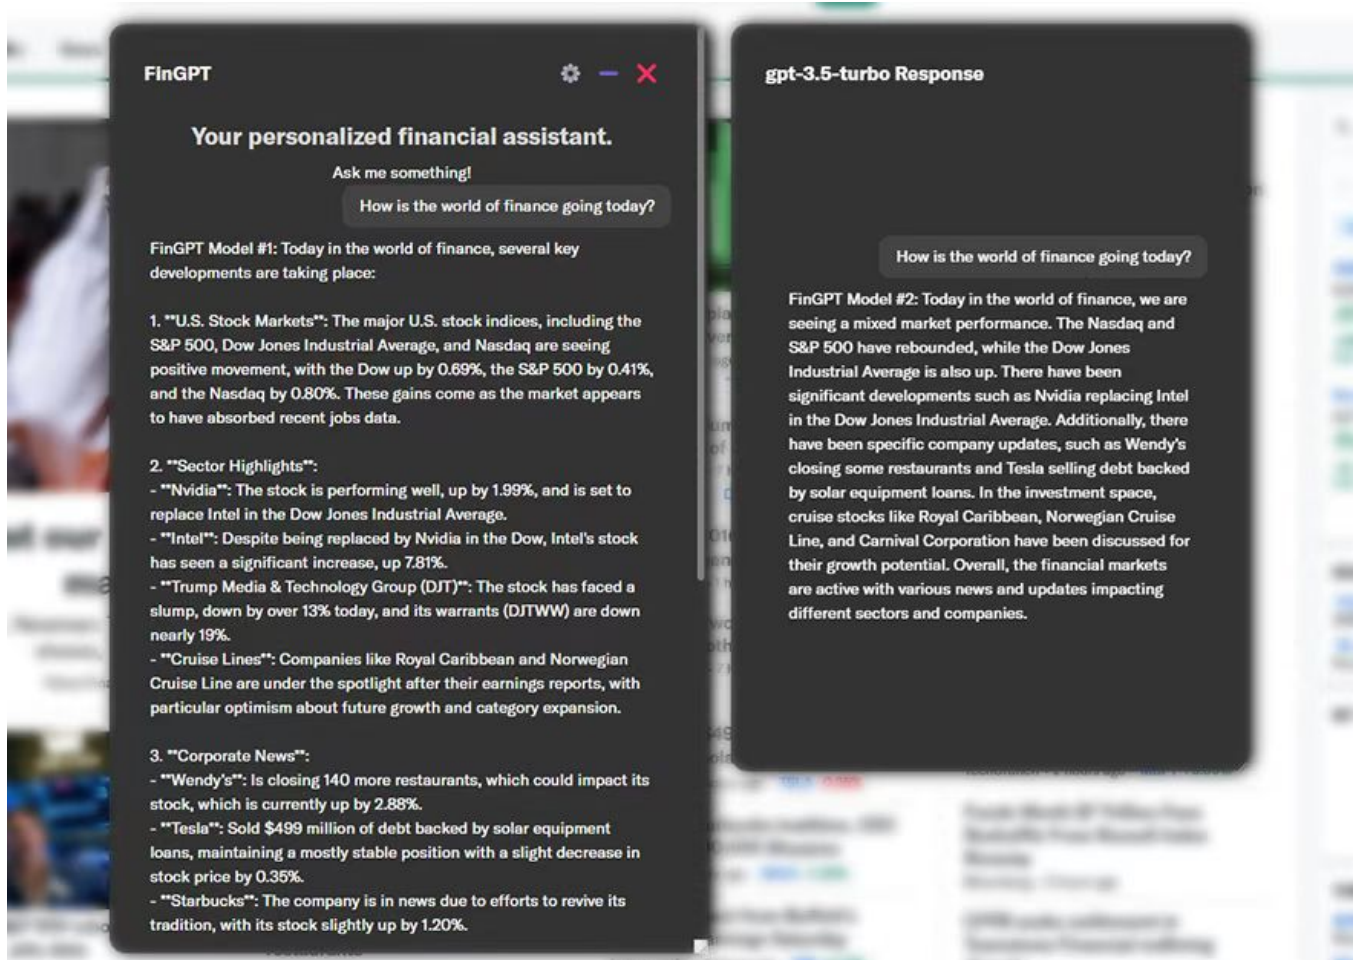 FinGPT
Your personalized financial assistant.
Ask me something!
How is the world of finance going today?
FinGPT Model #1: Today in the world of finance, several key
developments are taking place:
1. **U.S. Stock Markets**: The major U.S. stock indices, including the
S&P 500, Dow Jones Industrial Average, and Nasdaq are seeing
positive movement, with the Dow up by 0.69%, the S&P 500 by 0.41%,
and the Nasdaq by 0.80%. These gains come as the market appears
to have absorbed recent jobs data.
2. **Sector Highlights**:
- **Nvidia**: The stock is performing well, up by 1.99%, and is set to
replace Intel in the Dow Jones Industrial Average.
- **Intel**: Despite being replaced by Nvidia in the Dow, Intel's stock
has seen a significant increase, up 7.81%.
- **Trump Media & Technology Group (DJT)**: The stock has faced a
slump, down by over 13% today, and its warrants (DJTWW) are down
nearly 19%.
- **Cruise Lines**: Companies like Royal Caribbean and Norwegian
Cruise Line are under the spotlight after their earnings reports, with
particular optimism about future growth and category expansion.
3. **Corporate News**:
- **Wendy's**: Is closing 140 more restaurants, which could impact its
stock, which is currently up by 2.88%.
- **Tesla**: Sold $499 million of debt backed by solar equipment
loans, maintaining a mostly stable position with a slight decrease in
stock price by 0.35%.
- **Starbucks**: The company is in news due to efforts to revive its
tradition, with its stock slightly up by 1.20%.
gpt-3.5-turbo Response
How is the world of finance going today?
FinGPT Model #2: Today in the world of finance, we are
seeing a mixed market performance. The Nasdaq and
S&P 500 have rebounded, while the Dow Jones
Industrial Average is also up. There have been
significant developments such as Nvidia replacing Intel
in the Dow Jones Industrial Average. Additionally, there
have been specific company updates, such as Wendy's
closing some restaurants and Tesla selling debt backed
by solar equipment loans. In the investment space,
cruise stocks like Royal Caribbean, Norwegian Cruise
Line, and Carnival Corporation have been discussed for
their growth potential. Overall, the financial markets
are active with various news and updates impacting
different sectors and companies.